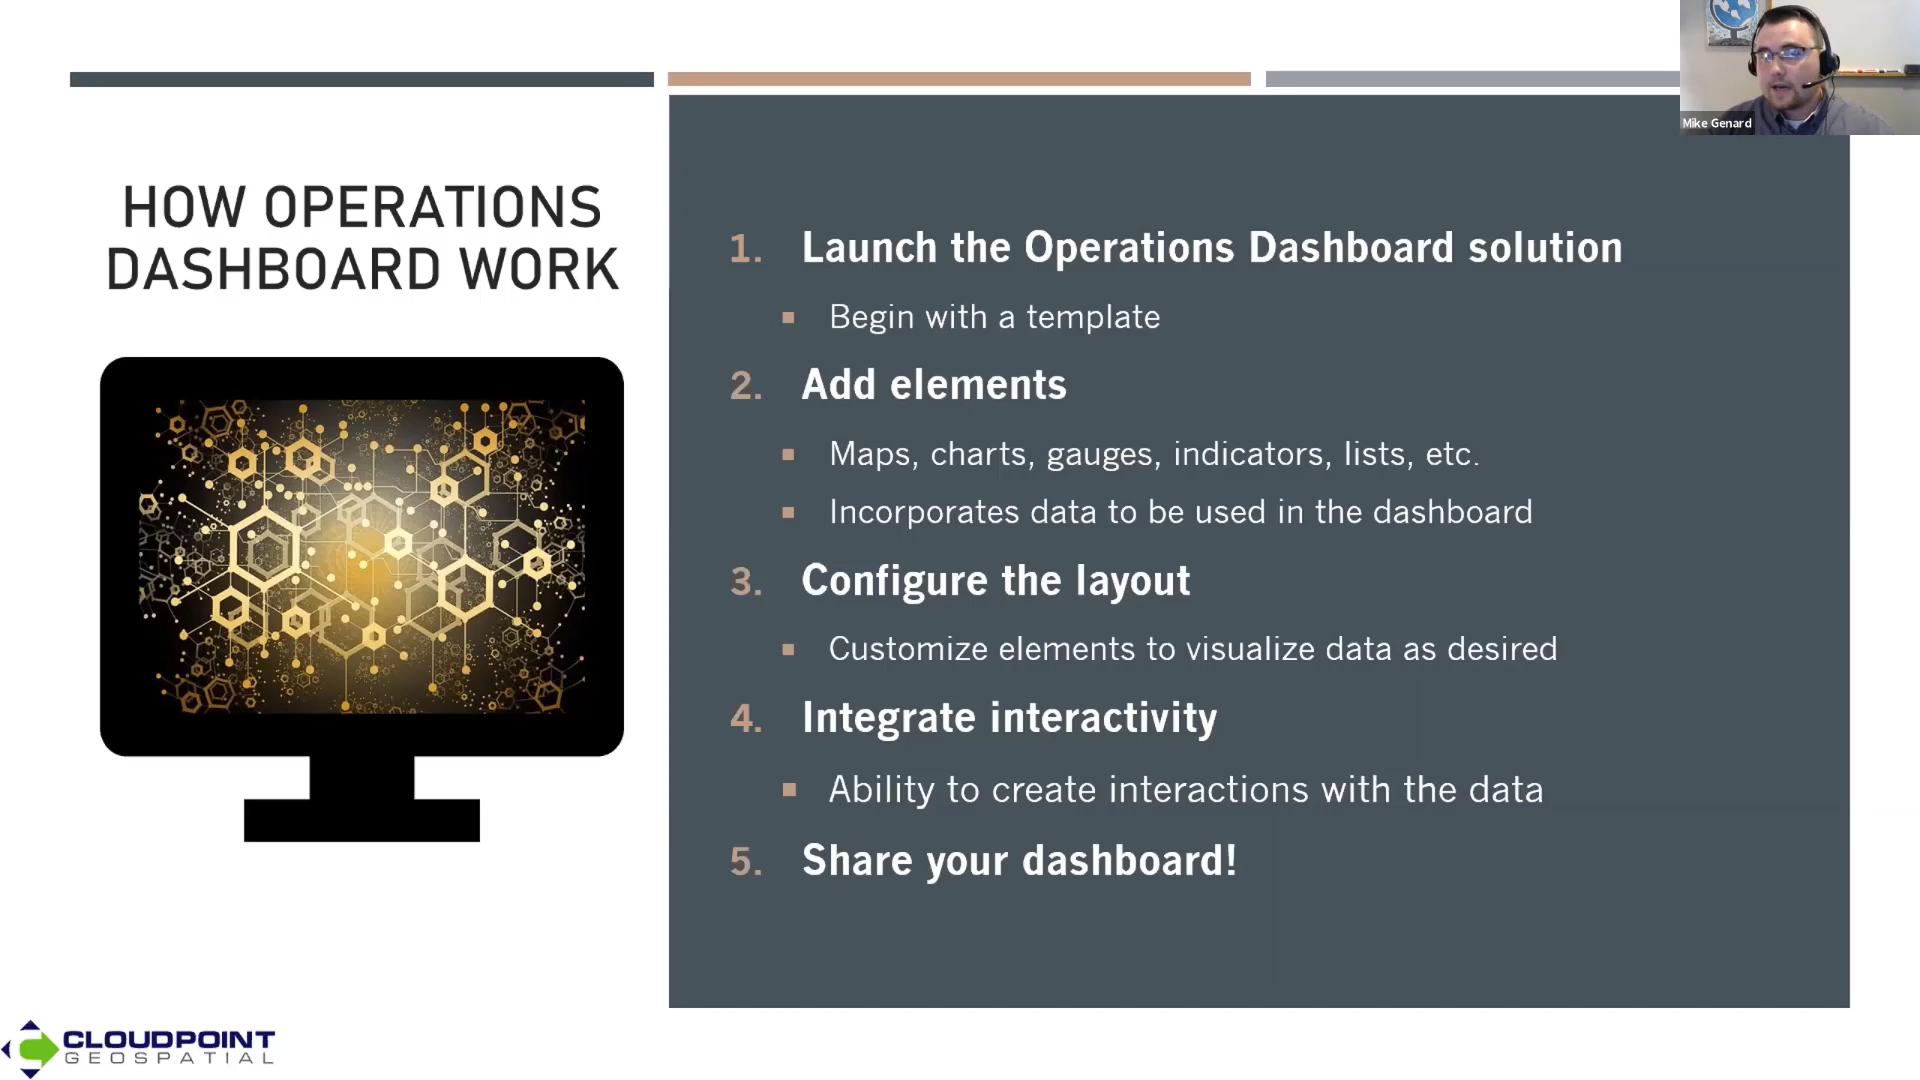 Mike Genard
HOW OPERATIONS
DASHBOARD WORK
1. Launch the Operations Dashboard solution
▪ Begin with a template
2. Add elements
▪ Maps, charts, gauges, indicators, lists, etc.
▪ Incorporates data to be used in the dashboard
3. Configure the layout
▪ Customize elements to visualize data as desired
4. Integrate interactivity
▪ Ability to create interactions with the data
5. Share your dashboard!
CLOUDPOINT
GEOSPATIAL